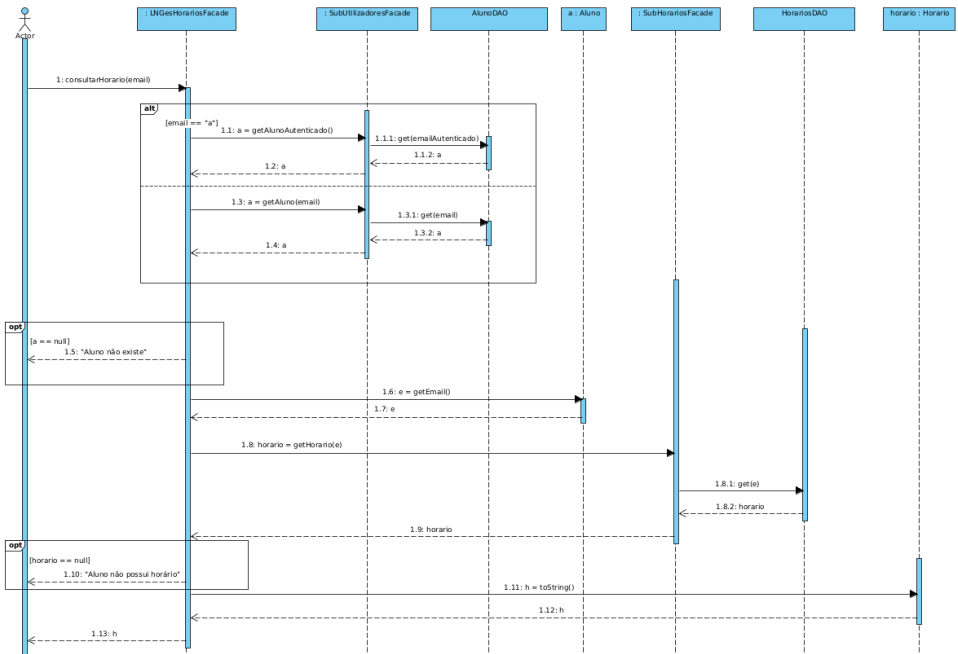 Actor
: LNGesHorariosFacade
: SubUtilizadoresFacade
AlunoDAO
a : Aluno
: SubHorariosFacade
HorariosDAO
horario : Horario
1: consultarHorario(email)
alt
[email == "a"]
1.1: a = getAlunoAutenticado()
1.1.1: get(emailAutenticado)
1.1.2: a
1.2: a
1.3: a = getAluno(email)
1.3.1: get(email)
1.3.2: a
1.4: a
opt
[a == null]
1.5: "Aluno não existe"
1.6: e = getEmail()
1.7: e
1.8: horario = getHorario(e)
1.8.1: get(e)
1.8.2: horario
1.9: horario
opt
[horario == null]
1.10: "Aluno não possui horário"
1.11: h = toString()
1.12: h
1.13: h